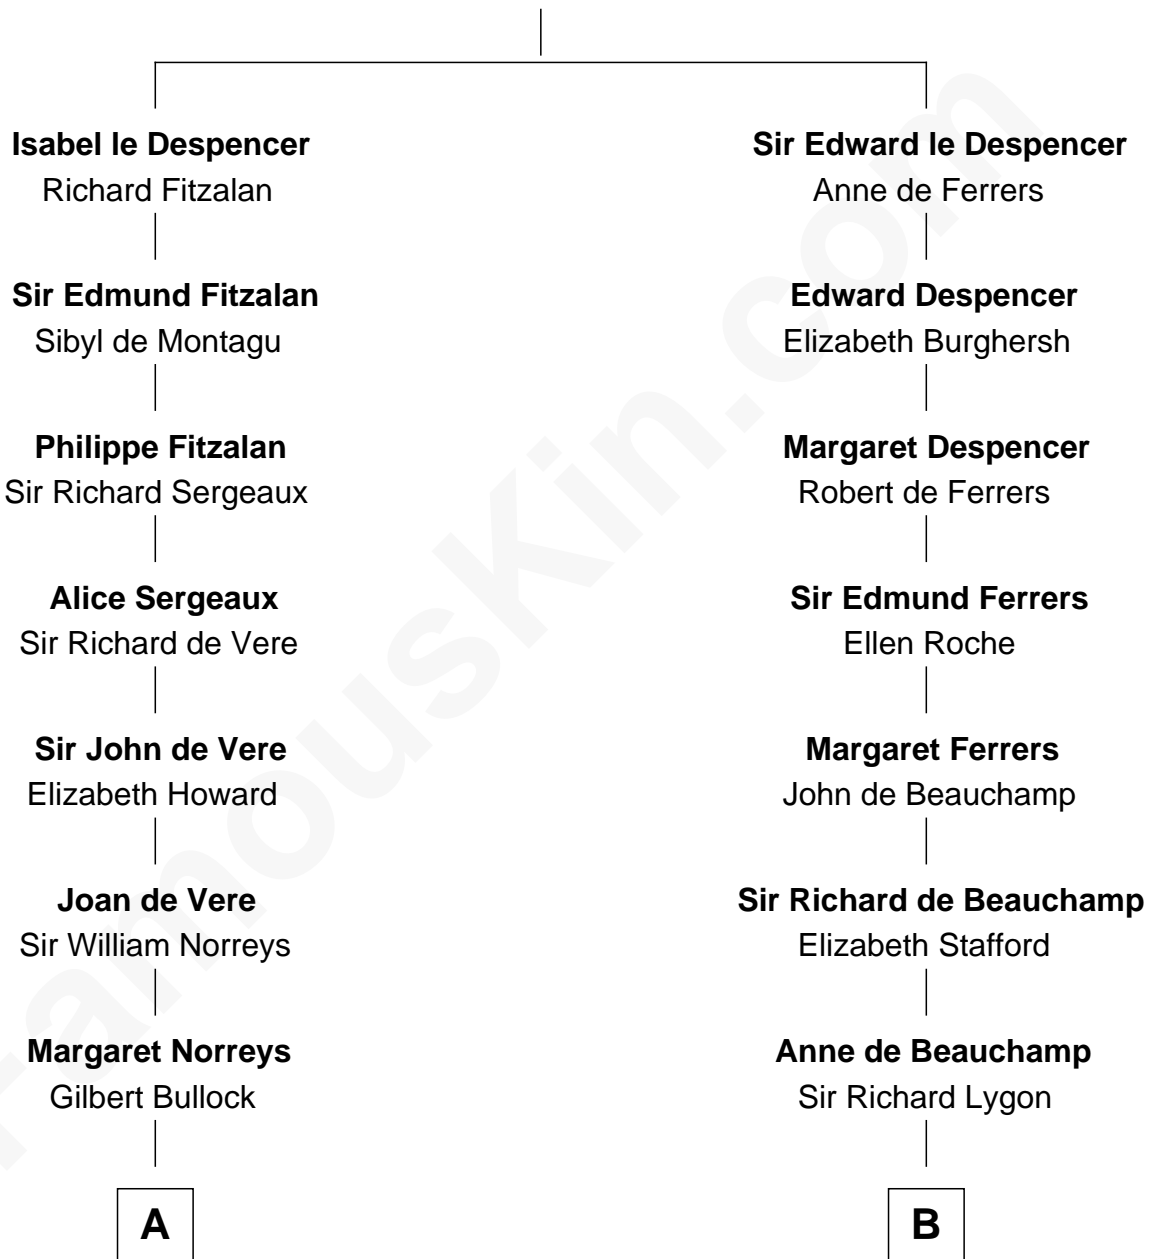 Isabel le Despencer
Richard Fitzalan
Sir Edmund Fitzalan
Sibyl de Montagu
Philippe Fitzalan
Sir Richard Sergeaux
Alice Sergeaux
Sir Richard de Vere
Sir John de Vere
Elizabeth Howard
Joan de Vere
Sir William Norreys
Margaret Norreys
Gilbert Bullock
A
Sir Edward le Despencer
Anne de Ferrers
Edward Despencer
Elizabeth Burghersh
Margaret Despencer
Robert de Ferrers
Sir Edmund Ferrers
Ellen Roche
Margaret Ferrers
John de Beauchamp
Sir Richard de Beauchamp
Elizabeth Stafford
Anne de Beauchamp
Sir Richard Lygon
B
FamousKin.com